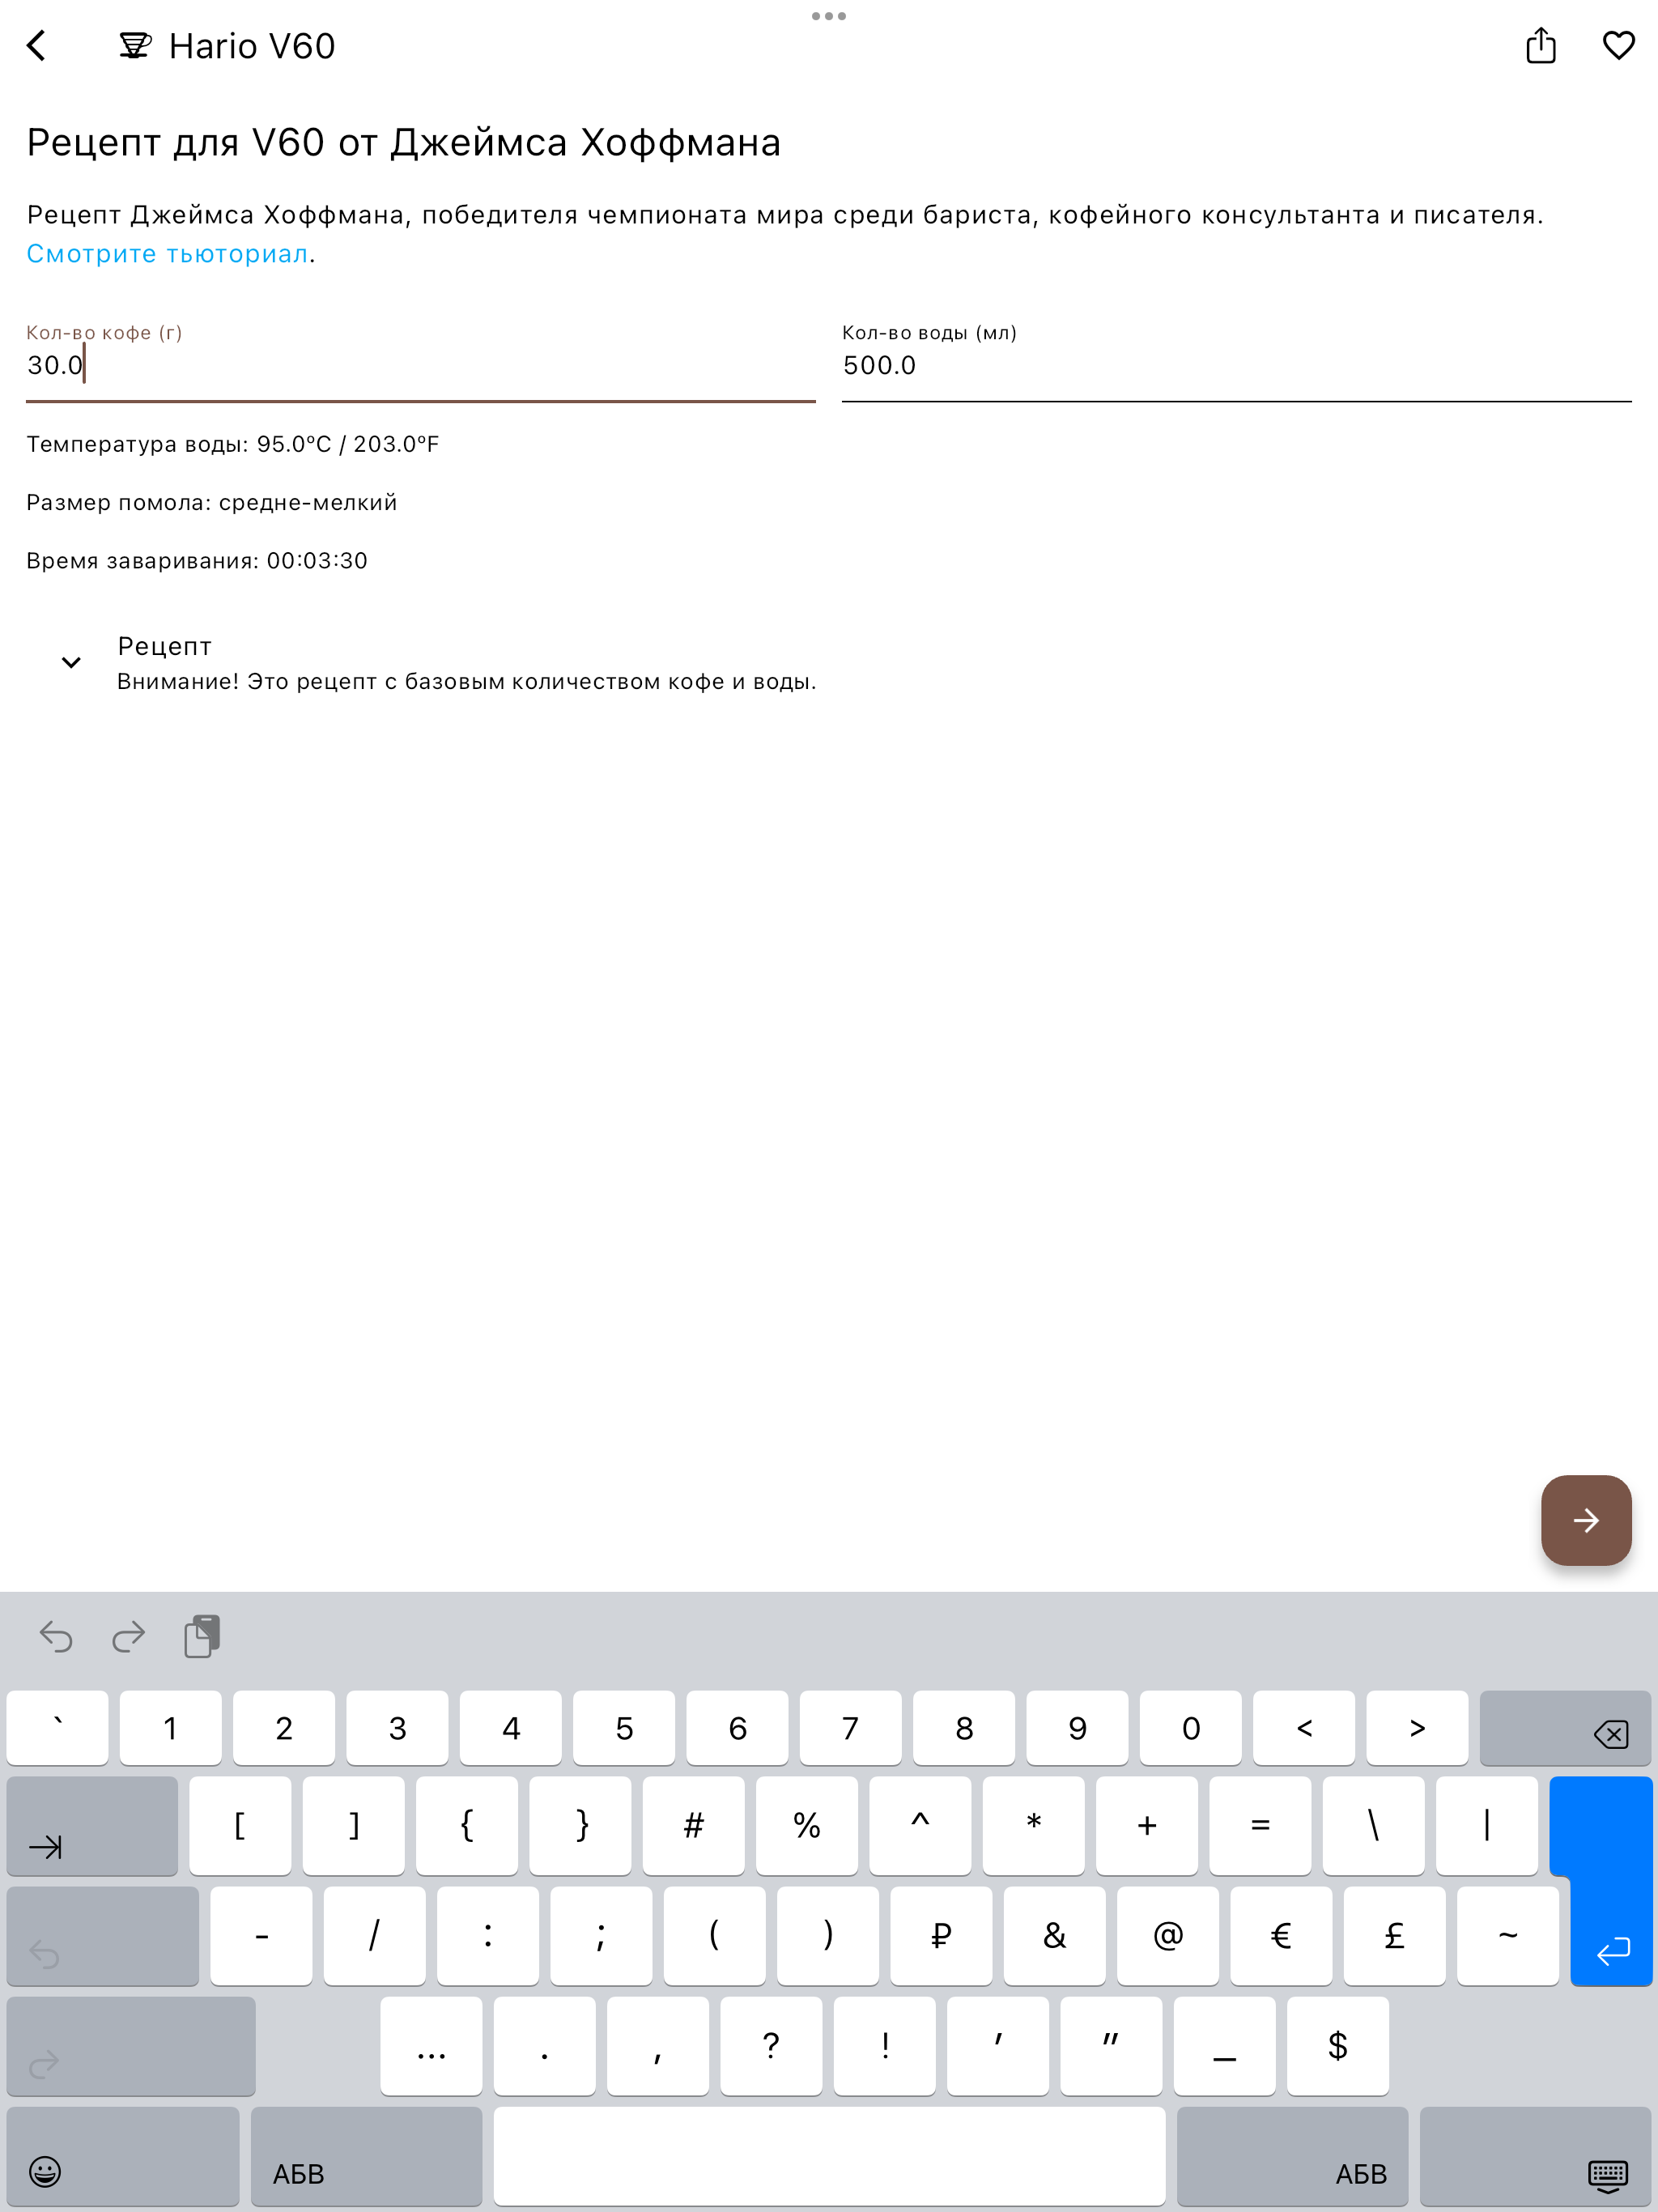 Hario V60
Рецепт для V60 от Джеймса Хоффмана
Рецепт Джеймса Хоффмана, победителя чемпионата мира среди бариста, кофейного консультанта и писателя.
Смотрите тьюториал.
Кол-во кофе (г)
30.0
Кол-во воды (мл)
500.0
Температура воды: 95.0ºC / 203.0ºF
Размер помола: средне-мелкий
Время заваривания: 00:03:30
Рецепт
Внимание! Это рецепт с базовым количеством кофе и воды.
` 1 2 3 4 5 6 7 8 9 0 < >
[ ] { } # % ^ * + = \ |
- / : ; ( ) ₽ & @ € £ ~
... . , ? ! ' " _ $
АБВ АБВ